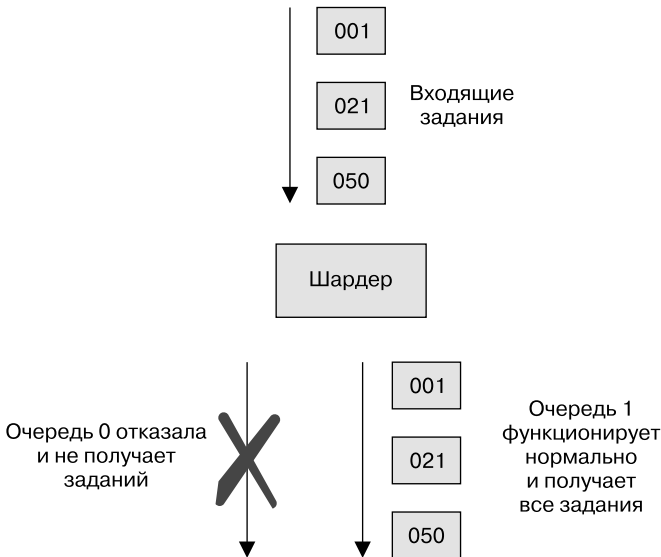 001
021
Входящие
задания
050
Шардер
001
Очередь 0 отказала
и не получает
заданий
021
Очередь 1
функционирует
нормально
и получает
все задания
050